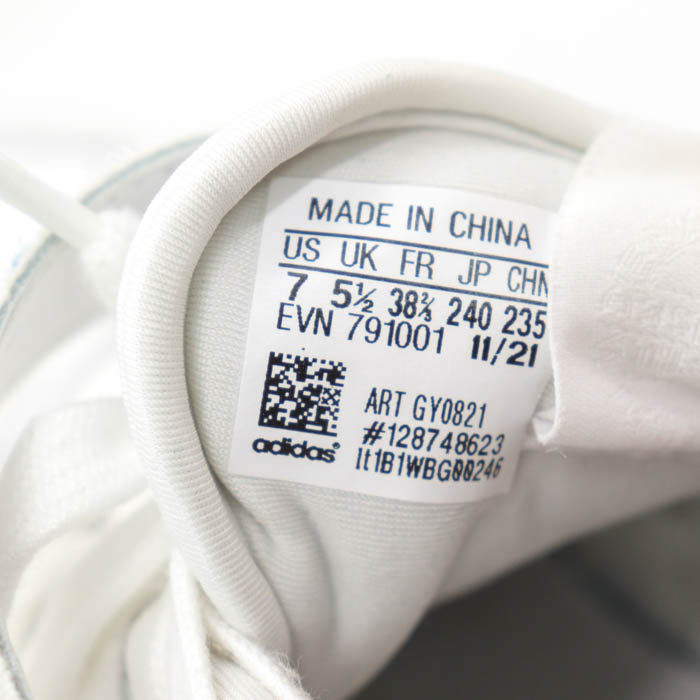 MADE IN CHINA
US UK FR JP CHN
7 5½ 38⅔ 240 235
EVN 791001 11/21
ART GY0821
#128748623
lt1B1WBG00246
adidas